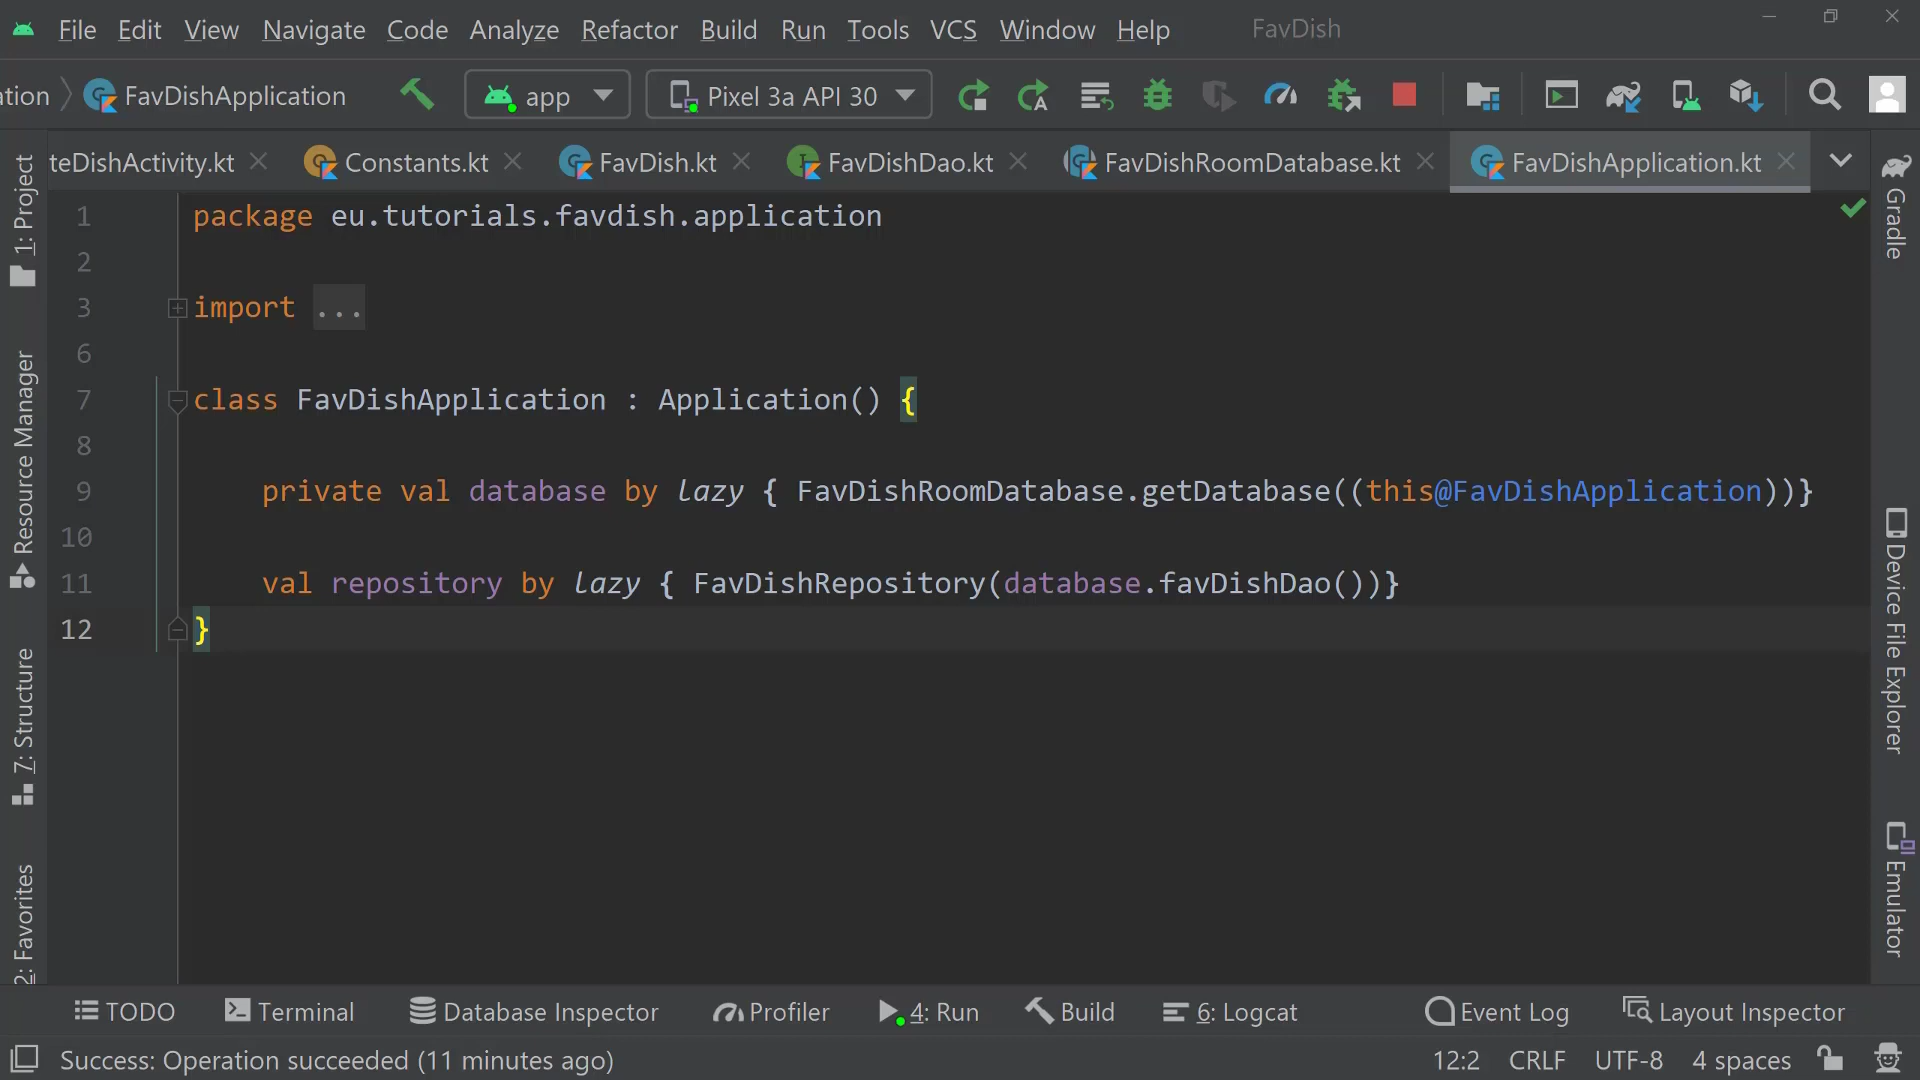 File Edit View Navigate Code Analyze Refactor Build Run Tools VCS Window Help FavDish
ation FavDishApplication app Pixel 3a API 30
teDishActivity.kt Constants.kt FavDish.kt FavDishDao.kt FavDishRoomDatabase.kt FavDishApplication.kt
1: Project
Resource Manager
7: Structure
2: Favorites
1 package eu.tutorials.favdish.application
2
3 import ...
6
7 class FavDishApplication : Application() {
8
9 private val database by lazy { FavDishRoomDatabase.getDatabase((this@FavDishApplication))}
10
11 val repository by lazy { FavDishRepository(database.favDishDao())}
12 }
Gradle
Device File Explorer
Emulator
TODO Terminal Database Inspector Profiler 4: Run Build 6: Logcat Event Log Layout Inspector
Success: Operation succeeded (11 minutes ago) 12:2 CRLF UTF-8 4 spaces